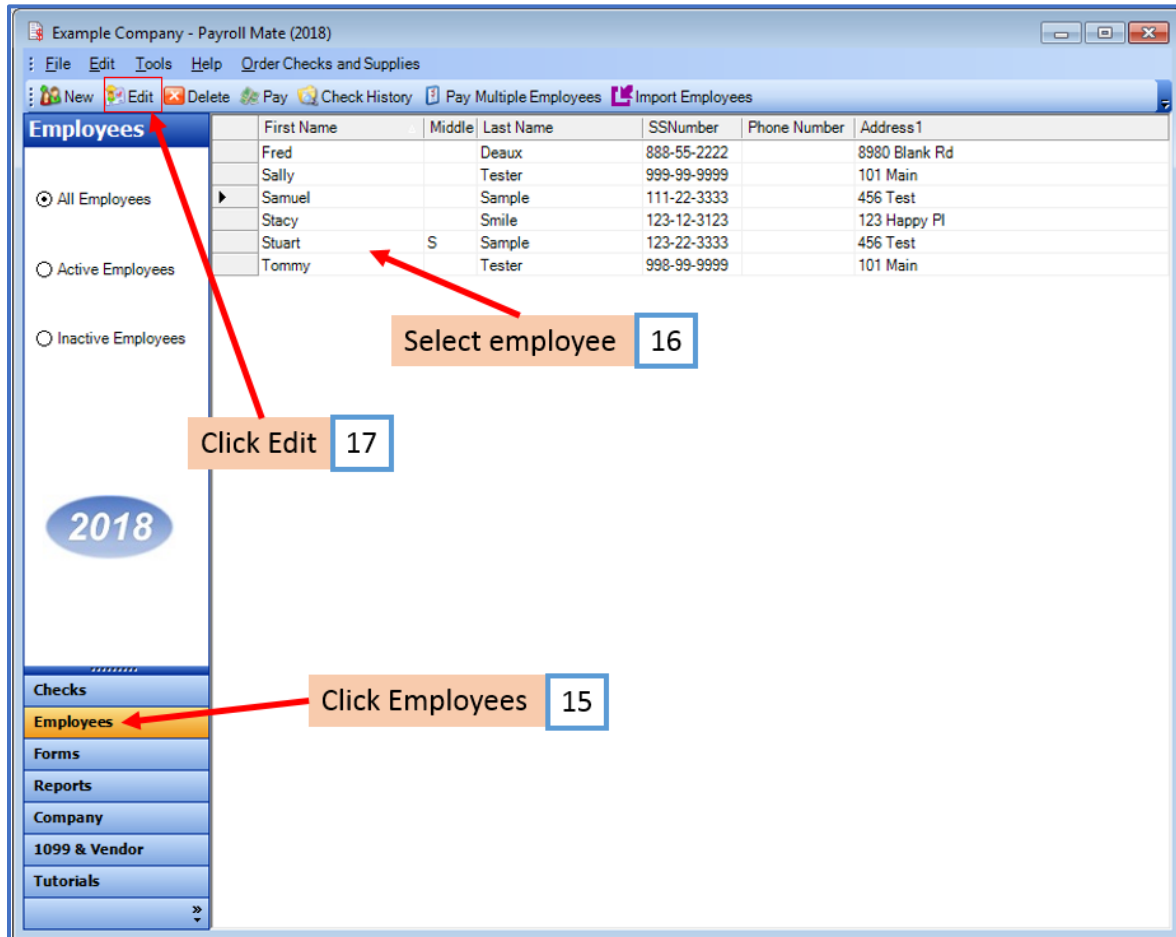 Example Company - Payroll Mate (2018)
File Edit Tools Help Order Checks and Supplies
New Edit Delete Pay Check History Pay Multiple Employees Import Employees
Employees
First Name Middle Last Name SSNumber Phone Number Address1
Fred Deaux 888-55-2222 8980 Blank Rd
Sally Tester 999-99-9999 101 Main
All Employees
Samuel Sample 111-22-3333 456 Test
Stacy Smile 123-12-3123 123 Happy Pl
Stuart S Sample 123-22-3333 456 Test
Active Employees
Tommy Tester 998-99-9999 101 Main
Inactive Employees
Select employee 16
Click Edit 17
2018
Checks
Click Employees 15
Employees
Forms
Reports
Company
1099 & Vendor
Tutorials